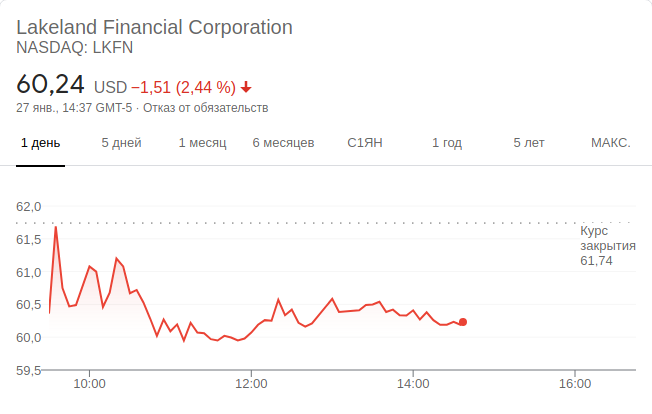 Lakeland Financial Corporation
NASDAQ: LKFN
60,24 USD −1,51 (2,44 %)
27 янв., 14:37 GMT-5 · Отказ от обязательств
1 день 5 дней 1 месяц 6 месяцев С1ЯН 1 год 5 лет МАКС.
62,0
61,5
61,0
60,5
60,0
59,5
Курс
закрытия
61,74
10:00 12:00 14:00 16:00